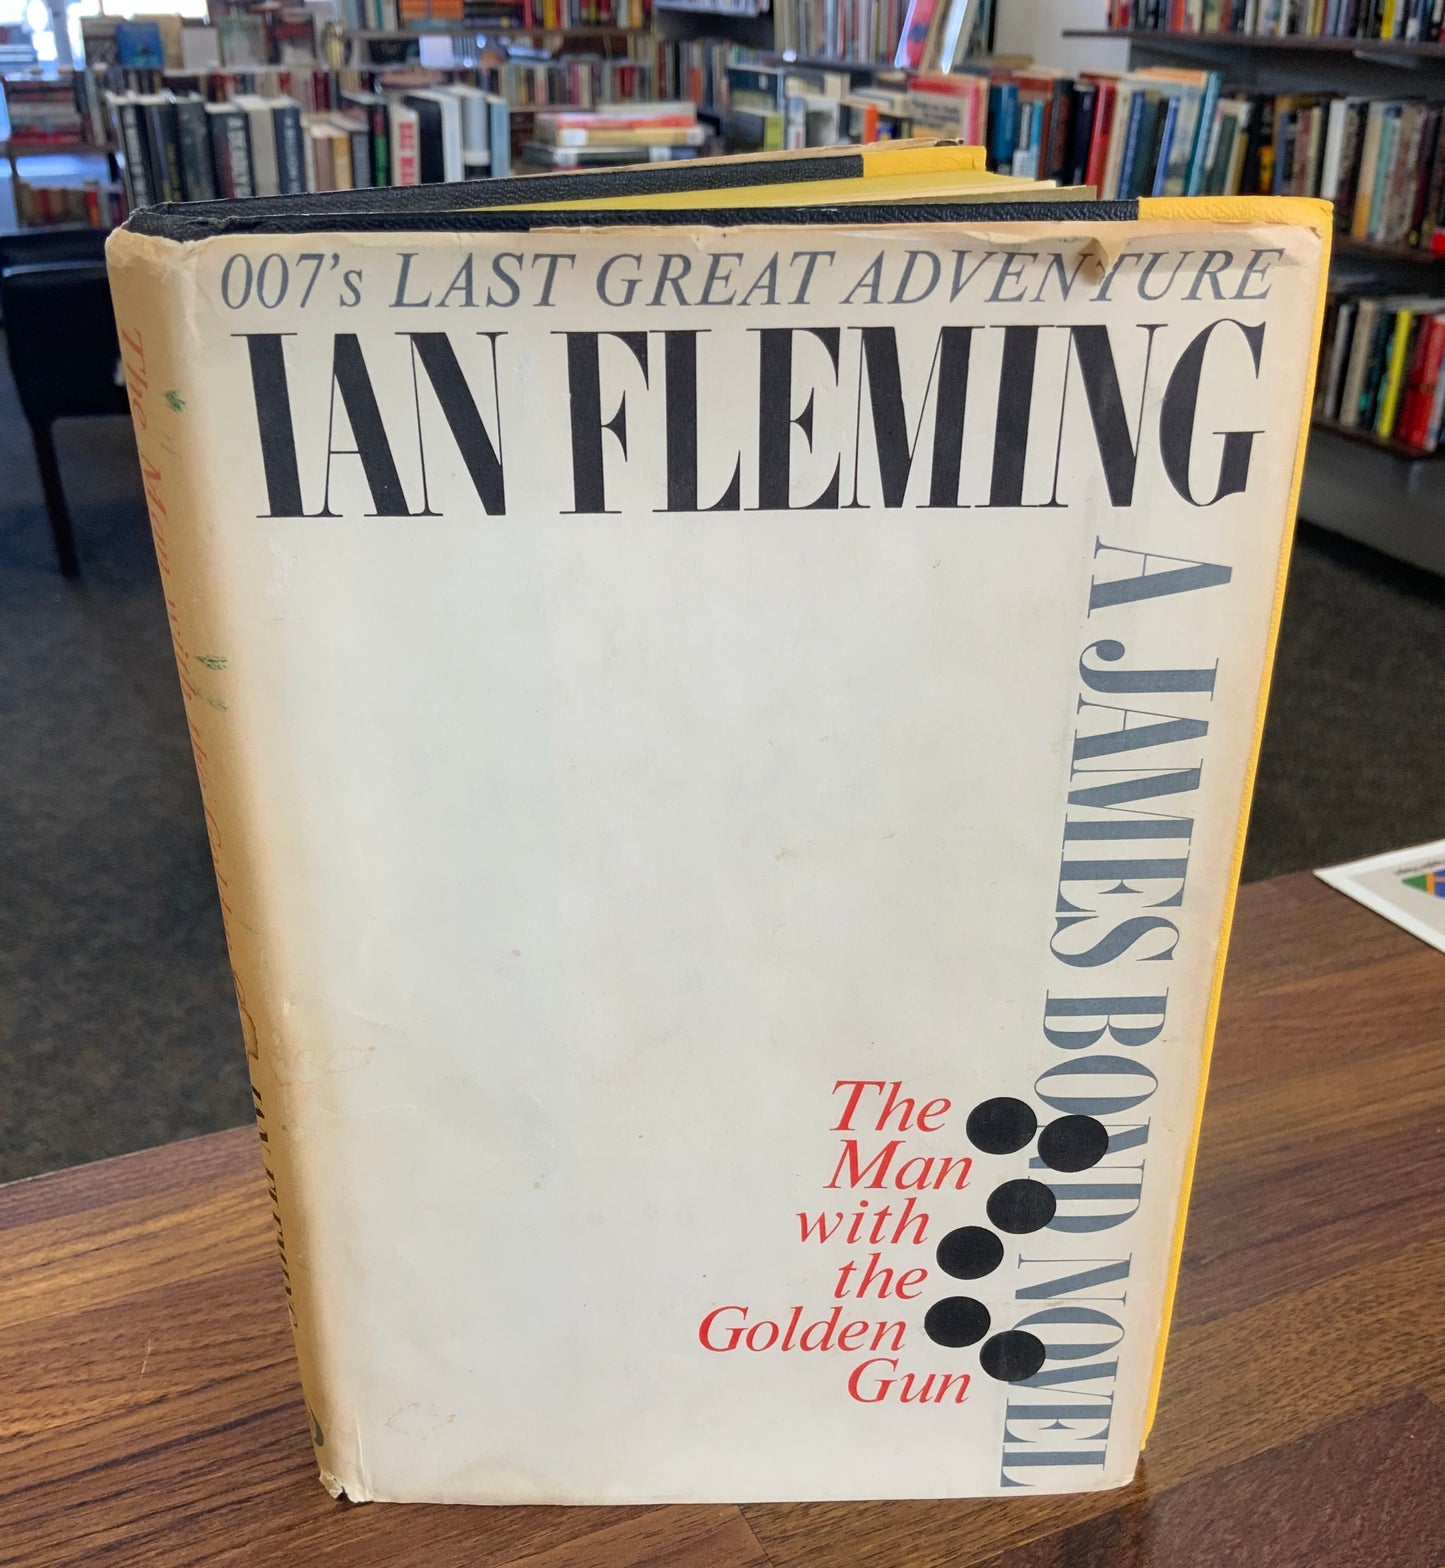 007's LAST GREAT ADVENTURE
IAN FLEMING
A JAMES BOND NOVEL
The
Man
with
the
Golden
Gun